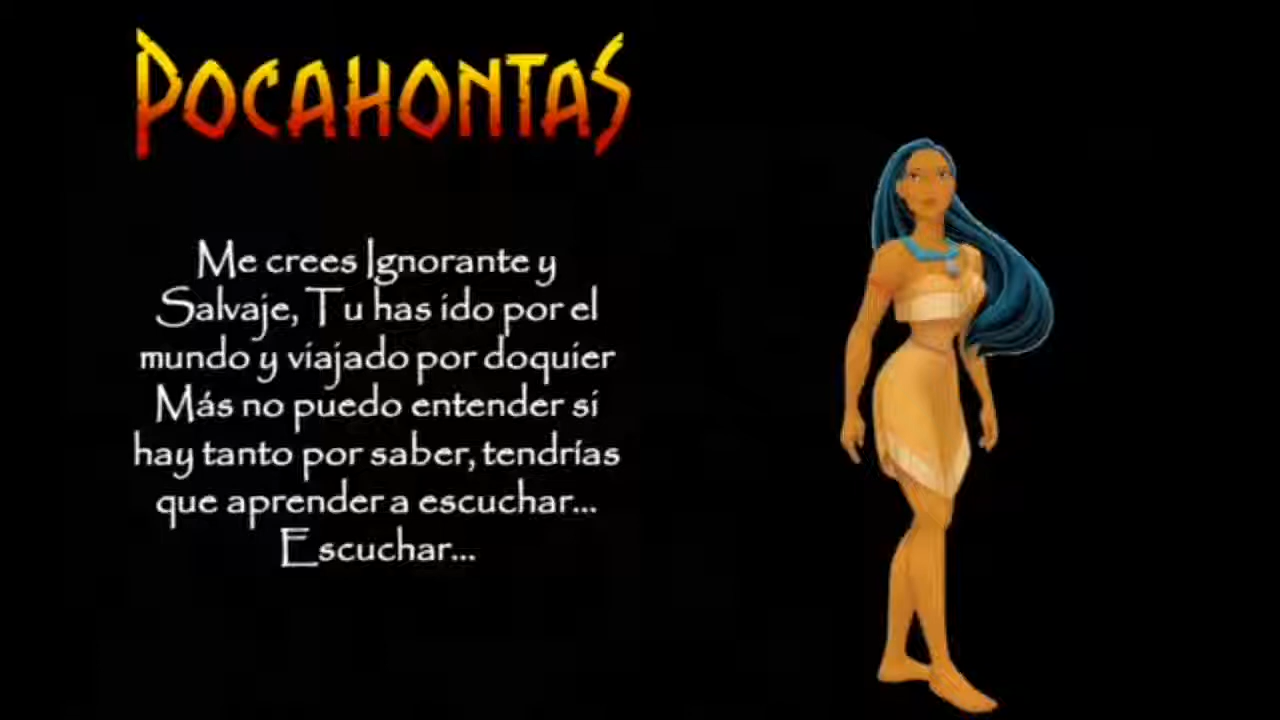 POCAHONTAS
Me crees Ignorante y
Salvaje, Tu has ido por el
mundo y viajado por doquier
Más no puedo entender si
hay tanto por saber, tendrías
que aprender a escuchar...
Escuchar...